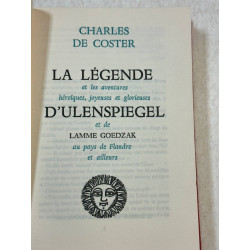 CHARLES
DE COSTER
LA LÉGENDE
et les aventures
héroïques, joyeuses et glorieuses
D'ULENSPIEGEL
et de
LAMME GOEDZAK
au pays de Flandre
et ailleurs